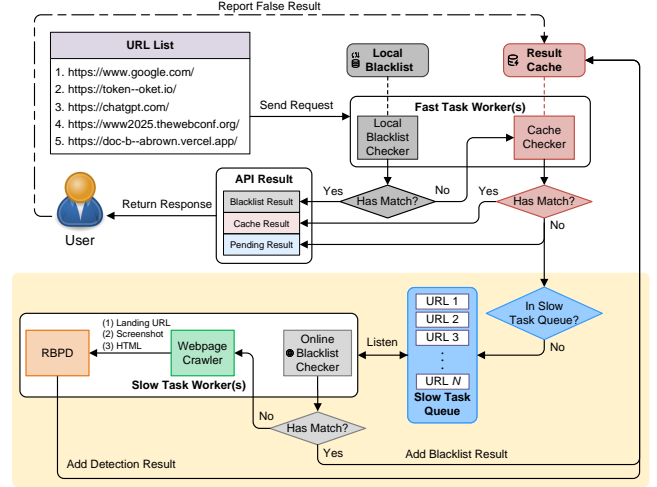 Report False Result
URL List
1. https://www.google.com/
2. https://token--oket.io/
3. https://chatgpt.com/
4. https://www2025.thewebconf.org/
5. https://doc-b--abrown.vercel.app/
Local
Blacklist
Result
Cache
Send Request
Fast Task Worker(s)
Local
Blacklist
Checker
Cache
Checker
API Result
Blacklist Result
Cache Result
Pending Result
Yes
Has Match?
No
Yes
Has Match?
No
Return Response
User
In Slow
Task Queue?
No
URL 1
URL 2
URL 3
URL N
Slow Task
Queue
Listen
Online
Blacklist
Checker
Webpage
Crawler
(1) Landing URL
(2) Screenshot
(3) HTML
RBPD
Slow Task Worker(s)
No
Has Match?
Yes
Add Detection Result
Add Blacklist Result